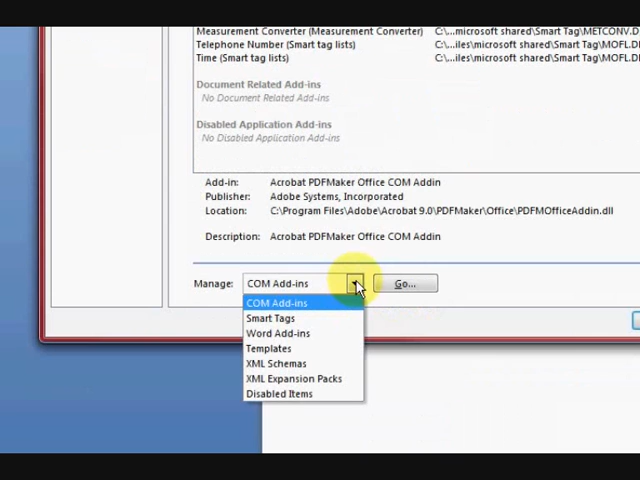 Measurement Converter (Measurement Converter) C:\...microsoft shared\Smart Tag\METCONV.D
Telephone Number (Smart tag lists) C:\...iles\microsoft shared\Smart Tag\MOFL.D
Time (Smart tag lists) C:\...iles\microsoft shared\Smart Tag\MOFL.D
Document Related Add-ins
No Document Related Add-ins
Disabled Application Add-ins
No Disabled Application Add-ins
Add-in: Acrobat PDFMaker Office COM Addin
Publisher: Adobe Systems, Incorporated
Location: C:\Program Files\Adobe\Acrobat 9.0\PDFMaker\Office\PDFMOfficeAddin.dll
Description: Acrobat PDFMaker Office COM Addin
Manage: COM Add-ins Go...
COM Add-ins
Smart Tags
Word Add-ins
Templates
XML Schemas
XML Expansion Packs
Disabled Items